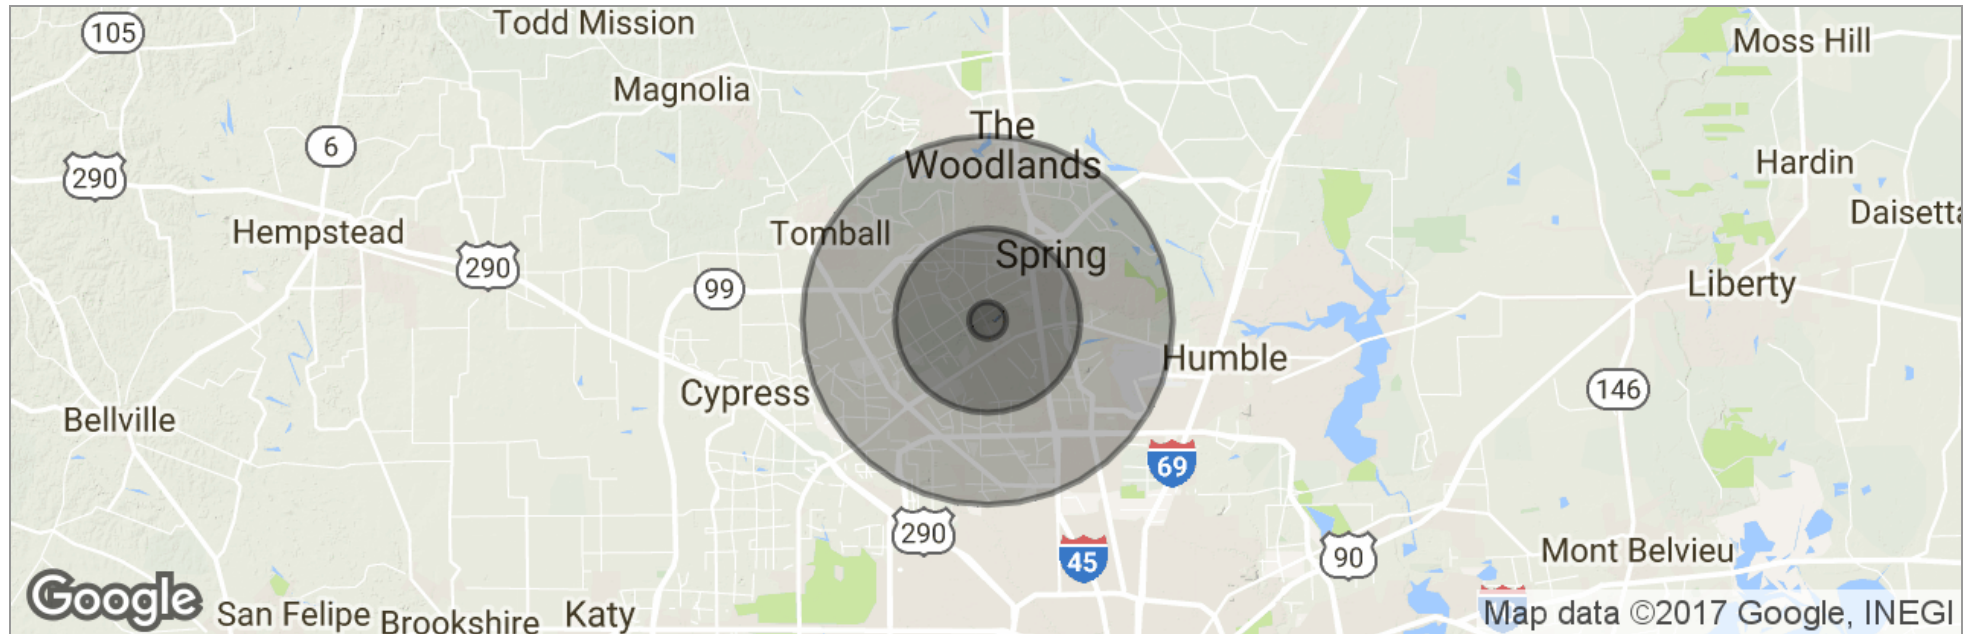 105
Todd Mission
Moss Hill
Magnolia
The
Woodlands
6
290
Hardin
Daisetta
Hempstead
Tomball
Spring
290
99
Liberty
Humble
Cypress
146
Bellville
69
290
45
90
Mont Belvieu
Google
San Felipe
Brookshire
Katy
Map data ©2017 Google, INEGI